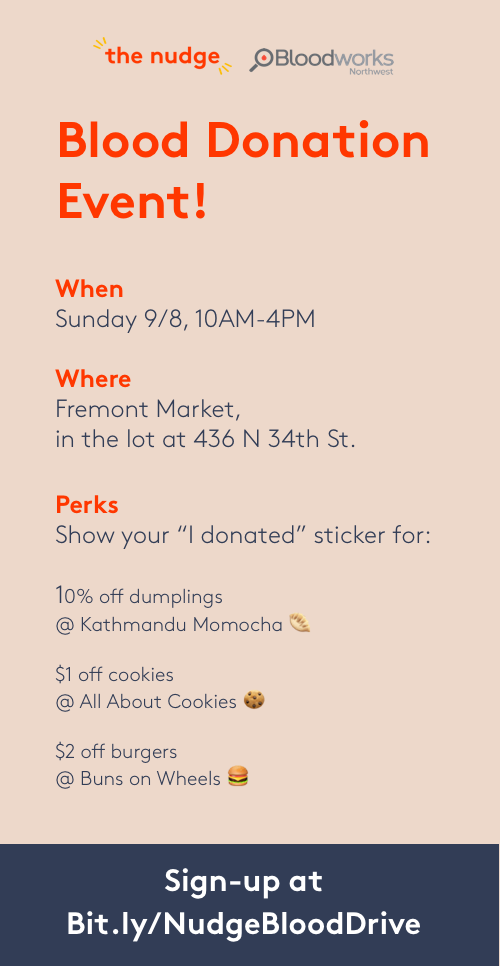 the nudge
Bloodworks
Northwest
Blood Donation
Event!
When
Sunday 9/8, 10AM-4PM
Where
Fremont Market,
in the lot at 436 N 34th St.
Perks
Show your “I donated” sticker for:
10% off dumplings
@ Kathmandu Momocha 🥟
$1 off cookies
@ All About Cookies 🍪
$2 off burgers
@ Buns on Wheels 🍔
Sign-up at
Bit.ly/NudgeBloodDrive